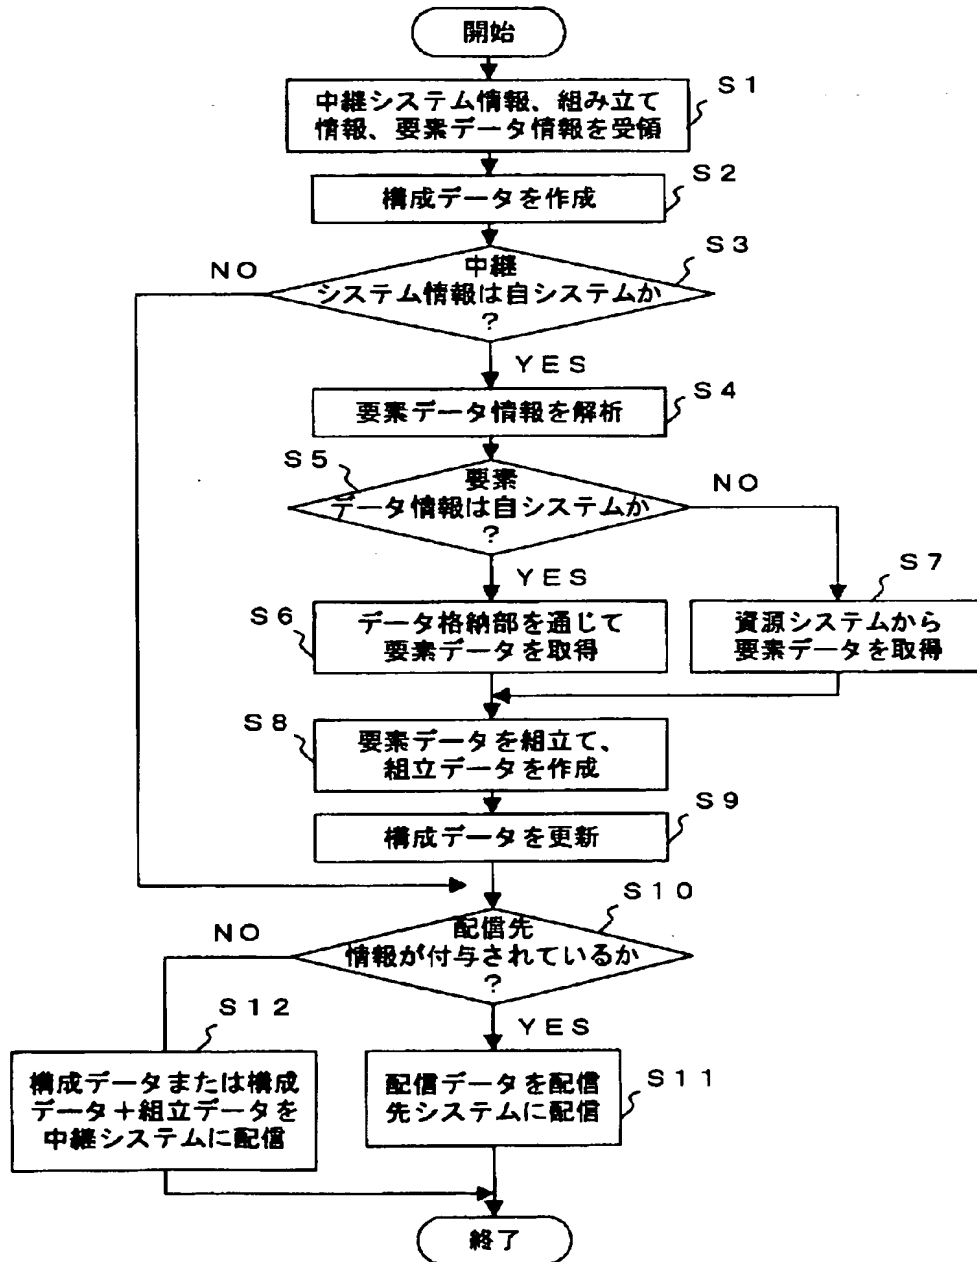 開始
S1
中継システム情報、組み立て
情報、要素データ情報を受領
S2
構成データを作成
S3
NO
中継
システム情報は自システムか
?
YES
S4
要素データ情報を解析
S5
要素
データ情報は自システムか
?
NO
YES
S6
データ格納部を通じて
要素データを取得
S7
資源システムから
要素データを取得
S8
要素データを組立て、
組立データを作成
S9
構成データを更新
S10
NO
配信先
情報が付与されているか
?
YES
S12
構成データまたは構成
データ+組立データを
中継システムに配信
S11
配信データを配信
先システムに配信
終了